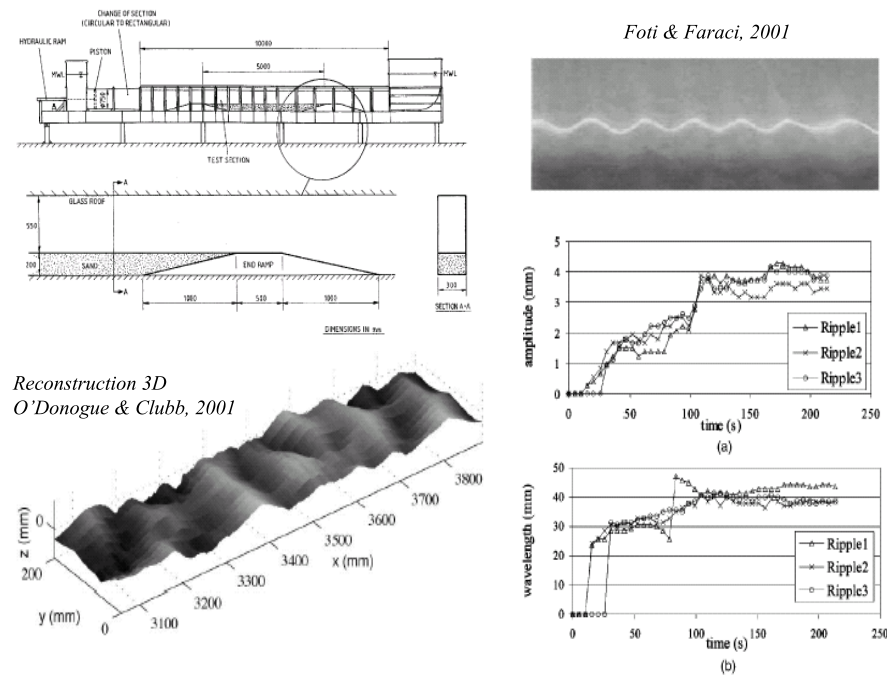 CHANGE OF SECTION
(CIRCULAR TO RECTANGULAR)
HYDRAULIC RAM
PISTON
10000
5000
MWL
MWL
A
Φ750
TEST SECTION
A
GLASS ROOF
550
200
SAND
END RAMP
A
1000
500
1000
300
SECTION A-A
DIMENSIONS IN mm
Reconstruction 3D
O'Donogue & Clubb, 2001
z (mm)
0
200
y (mm)
0
3100
3200
3300
3400
3500
3600
3700
3800
x (mm)
Foti & Faraci, 2001
amplitude (mm)
5
4
3
2
1
0
Ripple1
Ripple2
Ripple3
0
50
100
150
200
250
time (s)
(a)
wavelength (mm)
50
40
30
20
10
0
Ripple1
Ripple2
Ripple3
0
50
100
150
200
250
time (s)
(b)